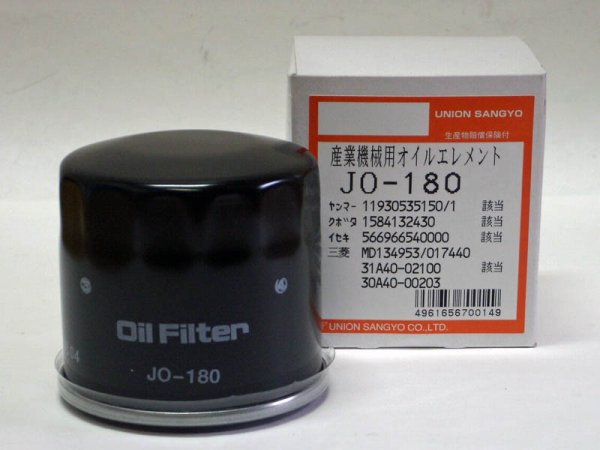 UNION SANGYO
生産物賠償保険付
産業機械用オイルエレメント
JO-180
ヤンマー 11930535150/1 該当
クボタ 1584132430 該当
イセキ 566966540000 該当
三菱 MD134953/017440
31A40-02100 該当
30A40-00203
4961656700149
UNION SANGYO CO.,LTD.
Oil Filter
JO-180